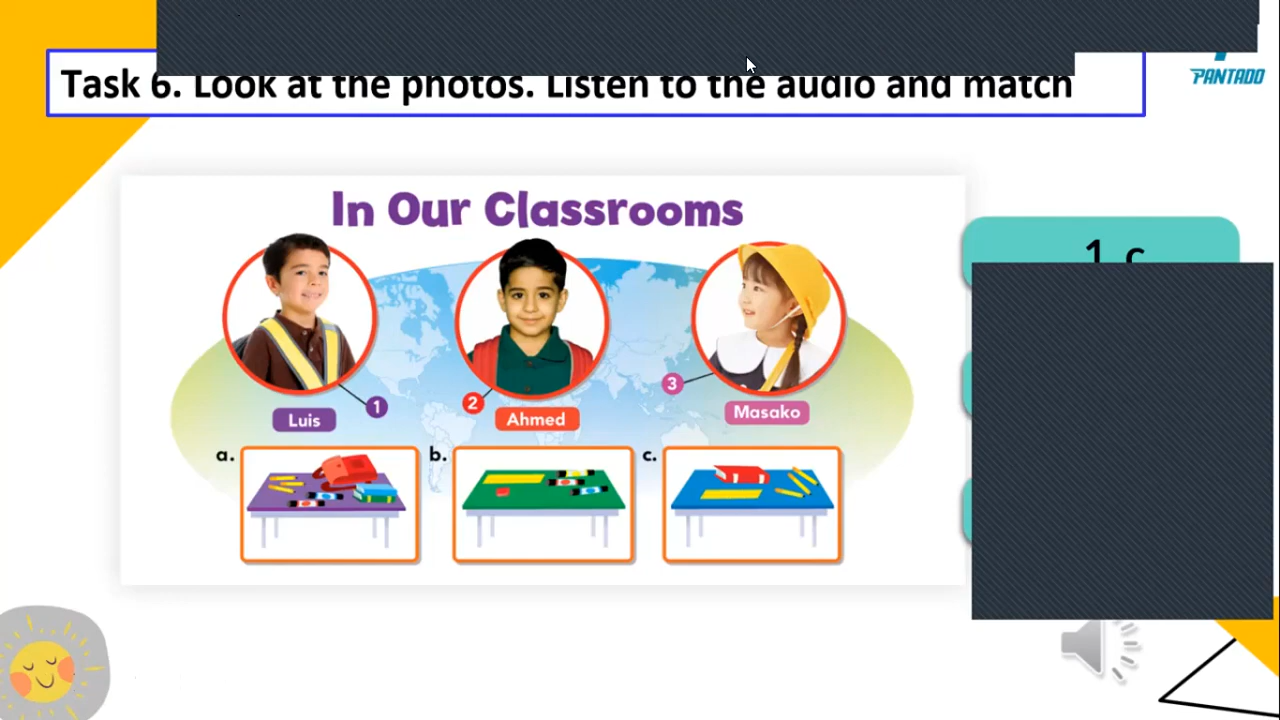 Task 6. Look at the photos. Listen to the audio and match
PANTADO
In Our Classrooms
1 c
1
2
3
Luis
Ahmed
Masako
a.
b.
c.